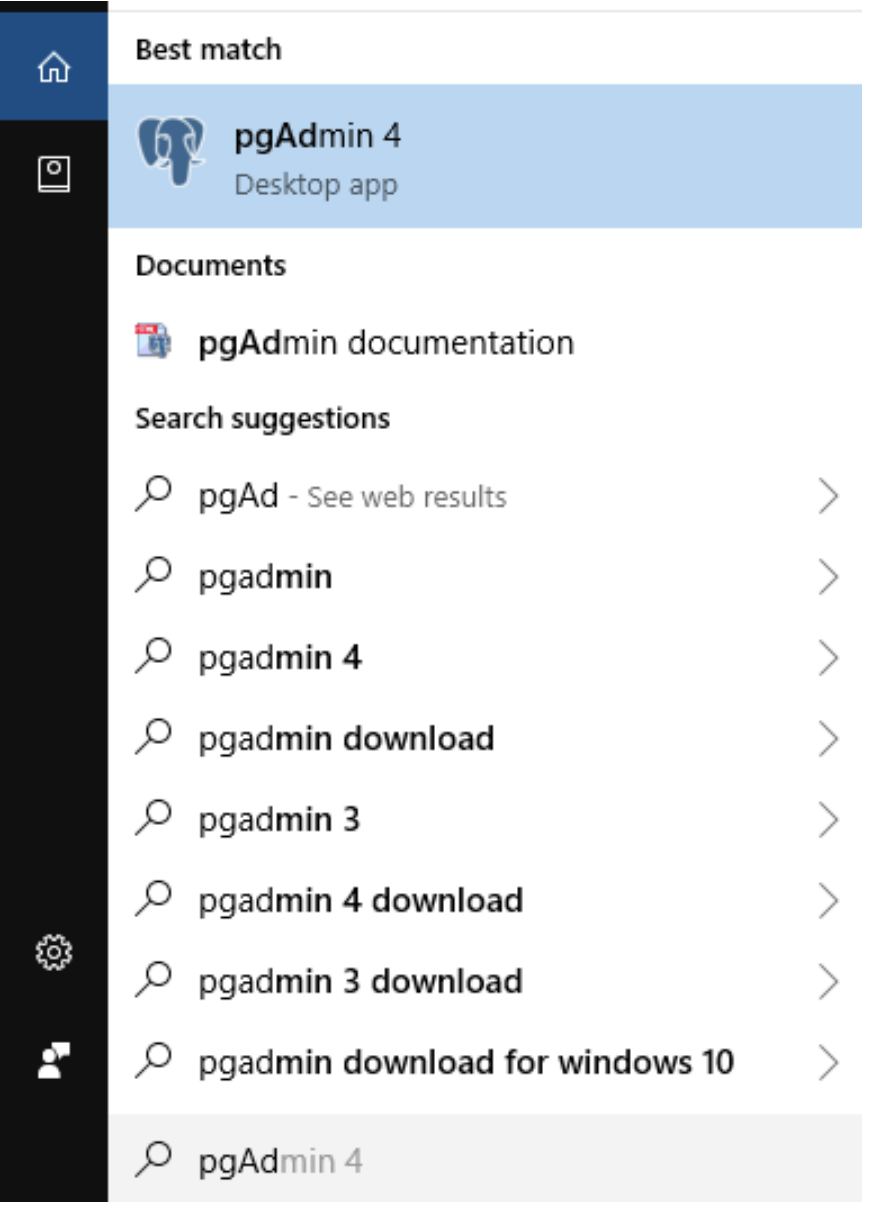 Best match
pgAdmin 4
Desktop app
Documents
pgAdmin documentation
Search suggestions
pgAd - See web results
pgadmin
pgadmin 4
pgadmin download
pgadmin 3
pgadmin 4 download
pgadmin 3 download
pgadmin download for windows 10
pgAdmin 4